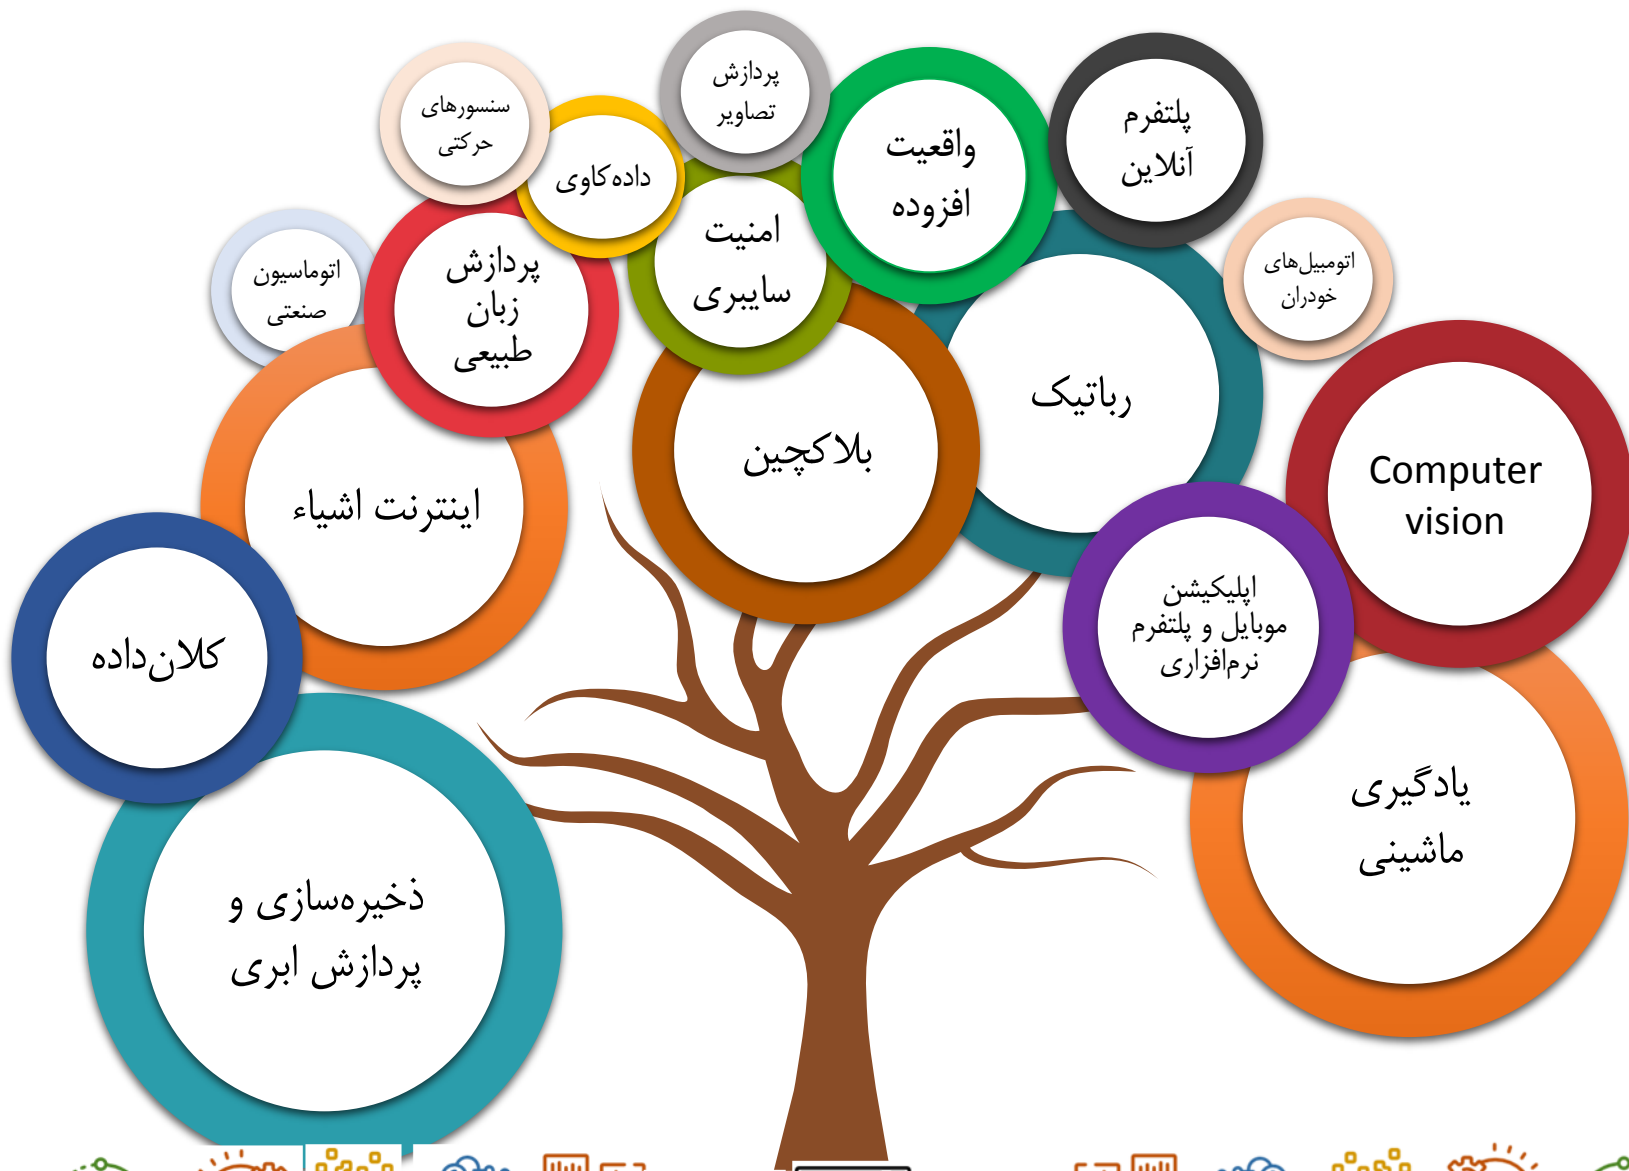 پردازش
تصاویر
سنسورهای
حرکتی
داده‌کاوی
واقعیت
افزوده
پلتفرم
آنلاین
اتوماسیون
صنعتی
پردازش
زبان
طبیعی
امنیت
سایبری
اتومبیل‌های
خودران
رباتیک
بلاکچین
اینترنت اشیاء
Computer
vision
کلان‌داده
اپلیکیشن
موبایل و پلتفرم
نرم‌افزاری
یادگیری
ماشینی
ذخیره‌سازی و
پردازش ابری